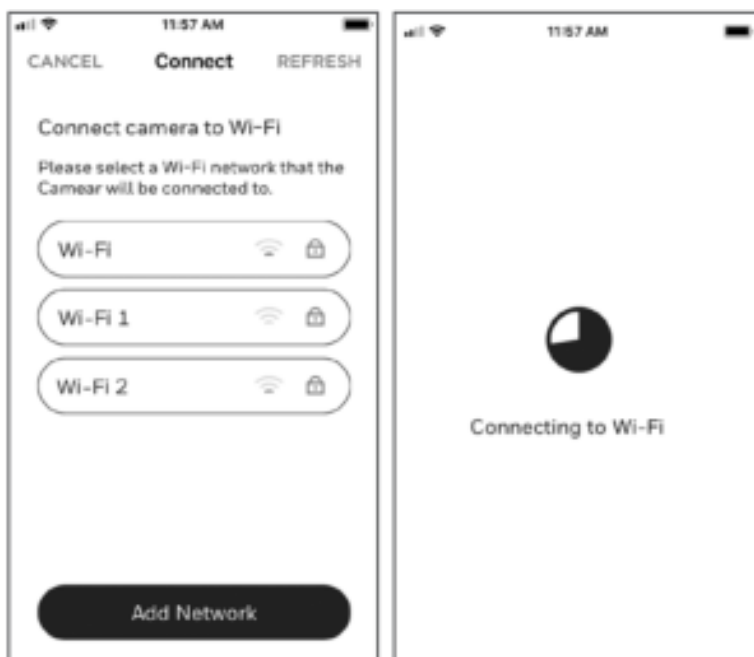 11:57 AM
CANCEL Connect REFRESH
Connect camera to Wi-Fi
Please select a Wi-Fi network that the
Camear will be connected to.
Wi-Fi
Wi-Fi 1
Wi-Fi 2
Add Network
11:57 AM
Connecting to Wi-Fi